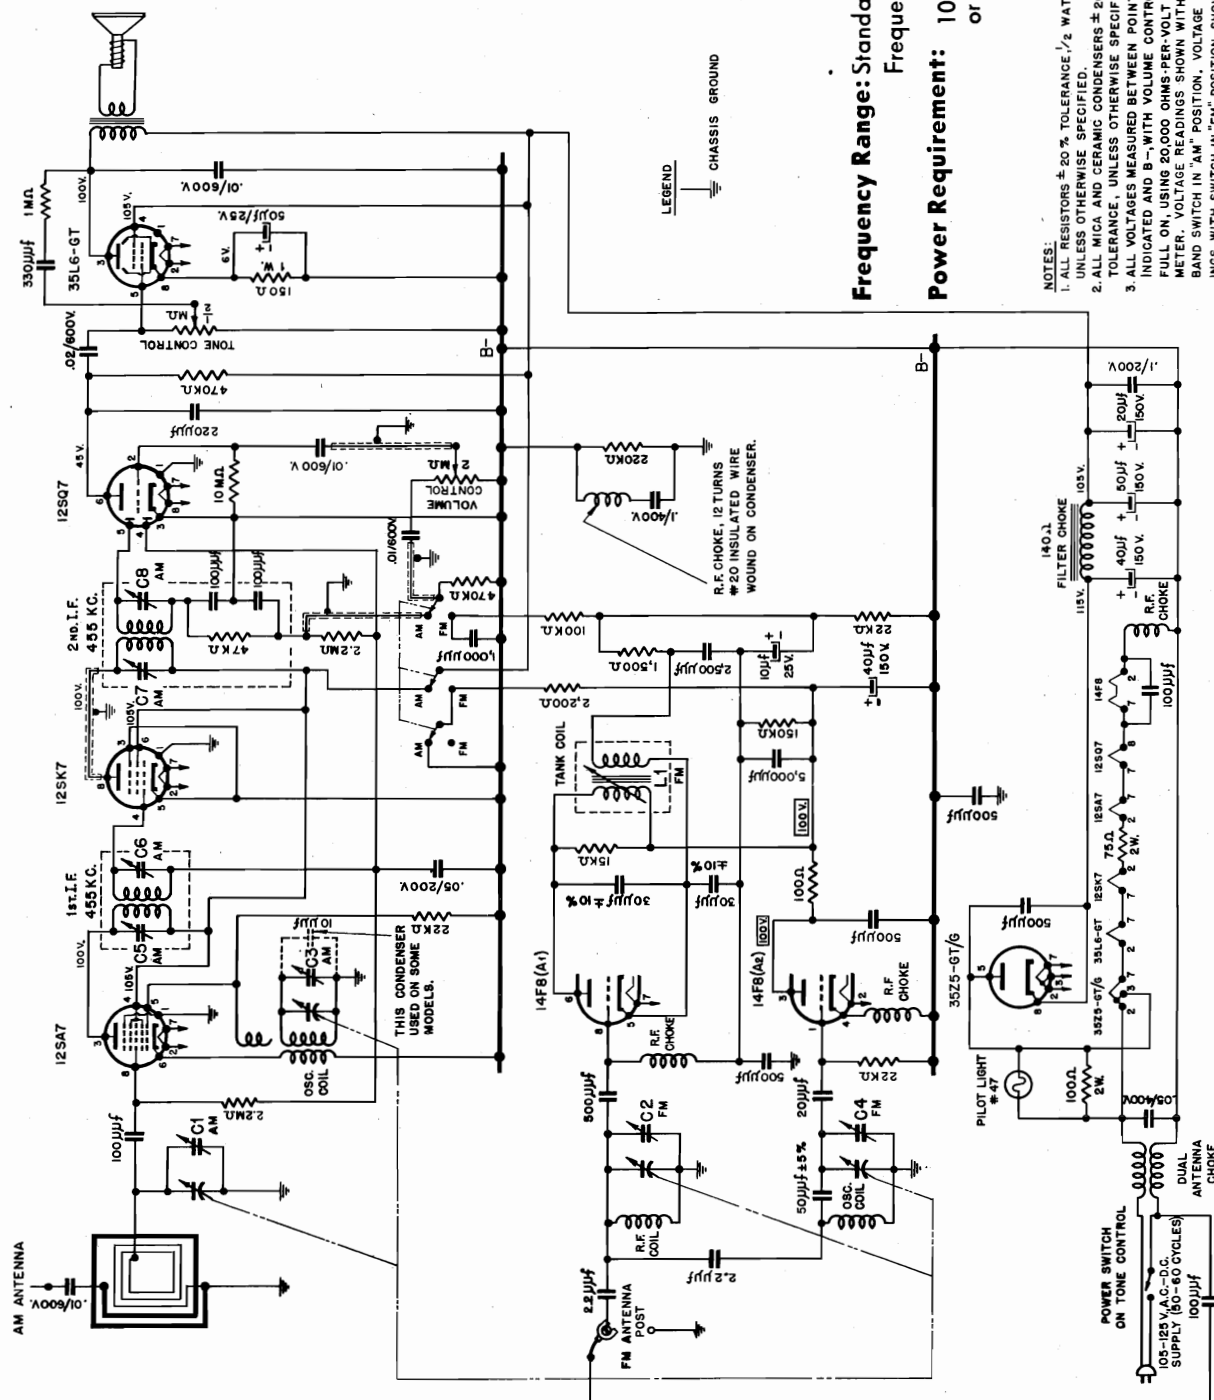 AM ANTENNA
.01/600V.
100μμf
C1
AM
2.2MΩ
12SA7
100V.
105V.
1st. I.F.
455 KC.
C5
AM
C6
AM
OSC.
COIL
C3
AM
10μμf
THIS CONDENSER
USED ON SOME
MODELS.
22KΩ
.05/200V.
12SK7
100V.
105V.
2ND. I.F.
455 KC.
C7
AM
C8
AM
100μμf
100μμf
47KΩ
2.2MΩ
12SQ7
45V.
10MΩ
.01/600V.
2 MΩ
VOLUME
CONTROL
.01/600V
470KΩ
1,000μμf
AM
FM
AM
FM
AM
FM
220μμf
470KΩ
.02/600V.
TONE CONTROL
½
MΩ
330μμf
1MΩ
35L6-GT
100V.
105V.
6V.
50μf/25V.
150Ω
1 W.
.01/600V.
B-
LEGEND
CHASSIS GROUND
R.F. CHOKE, 12 TURNS
#20 INSULATED WIRE
WOUND ON CONDENSER.
220KΩ
.1/400V.
Frequency Range: Standa
Freque
Power Requirement: 10
or
NOTES:
1. ALL RESISTORS ± 20 % TOLERANCE, ½ WAT
UNLESS OTHERWISE SPECIFIED.
2. ALL MICA AND CERAMIC CONDENSERS ± 2
TOLERANCE, UNLESS OTHERWISE SPECIF
3. ALL VOLTAGES MEASURED BETWEEN POIN
INDICATED AND B-, WITH VOLUME CONTR
FULL ON, USING 20,000 OHMS-PER-VOLT
METER. VOLTAGE READINGS SHOWN WITH
BAND SWITCH IN "AM" POSITION. VOLTAGE
FM ANTENNA
POST
2.2μμf
R.F.
COIL
C2
FM
500μμf
2.2μμf
50μμf ±5%
OSC.
COIL
C4
FM
20μμf
22KΩ
500μμf
R.F.
CHOKE
14F8(A1)
14F8(A2)
100V.
R.F
CHOKE
500μμf
100Ω
100V.
30μμf ±10%
30μμf
±10%
15KΩ
TANK COIL
L1
FM
5,000μμf
150KΩ
2,200Ω
1,500Ω
2,500μμf
10μf
25V.
100KΩ
22KΩ
40μf
150V.
500μμf
B-
POWER SWITCH
ON TONE CONTROL
105-125 V. A.C.-D.C.
SUPPLY (50-60 CYCLES)
100μμf
DUAL
ANTENNA
CHOKE
.05/400V.
PILOT LIGHT
#47
100Ω
2W.
35Z5-GT/G
500μμf
35Z5-GT/G
35L6-GT
12SK7
75Ω
2W.
12SA7
12SQ7
14F8
100μμf
R.F.
CHOKE
140Ω
FILTER CHOKE
115V.
105V.
40μf
150V.
50μf
150V.
20μf
150V.
.1/200V.